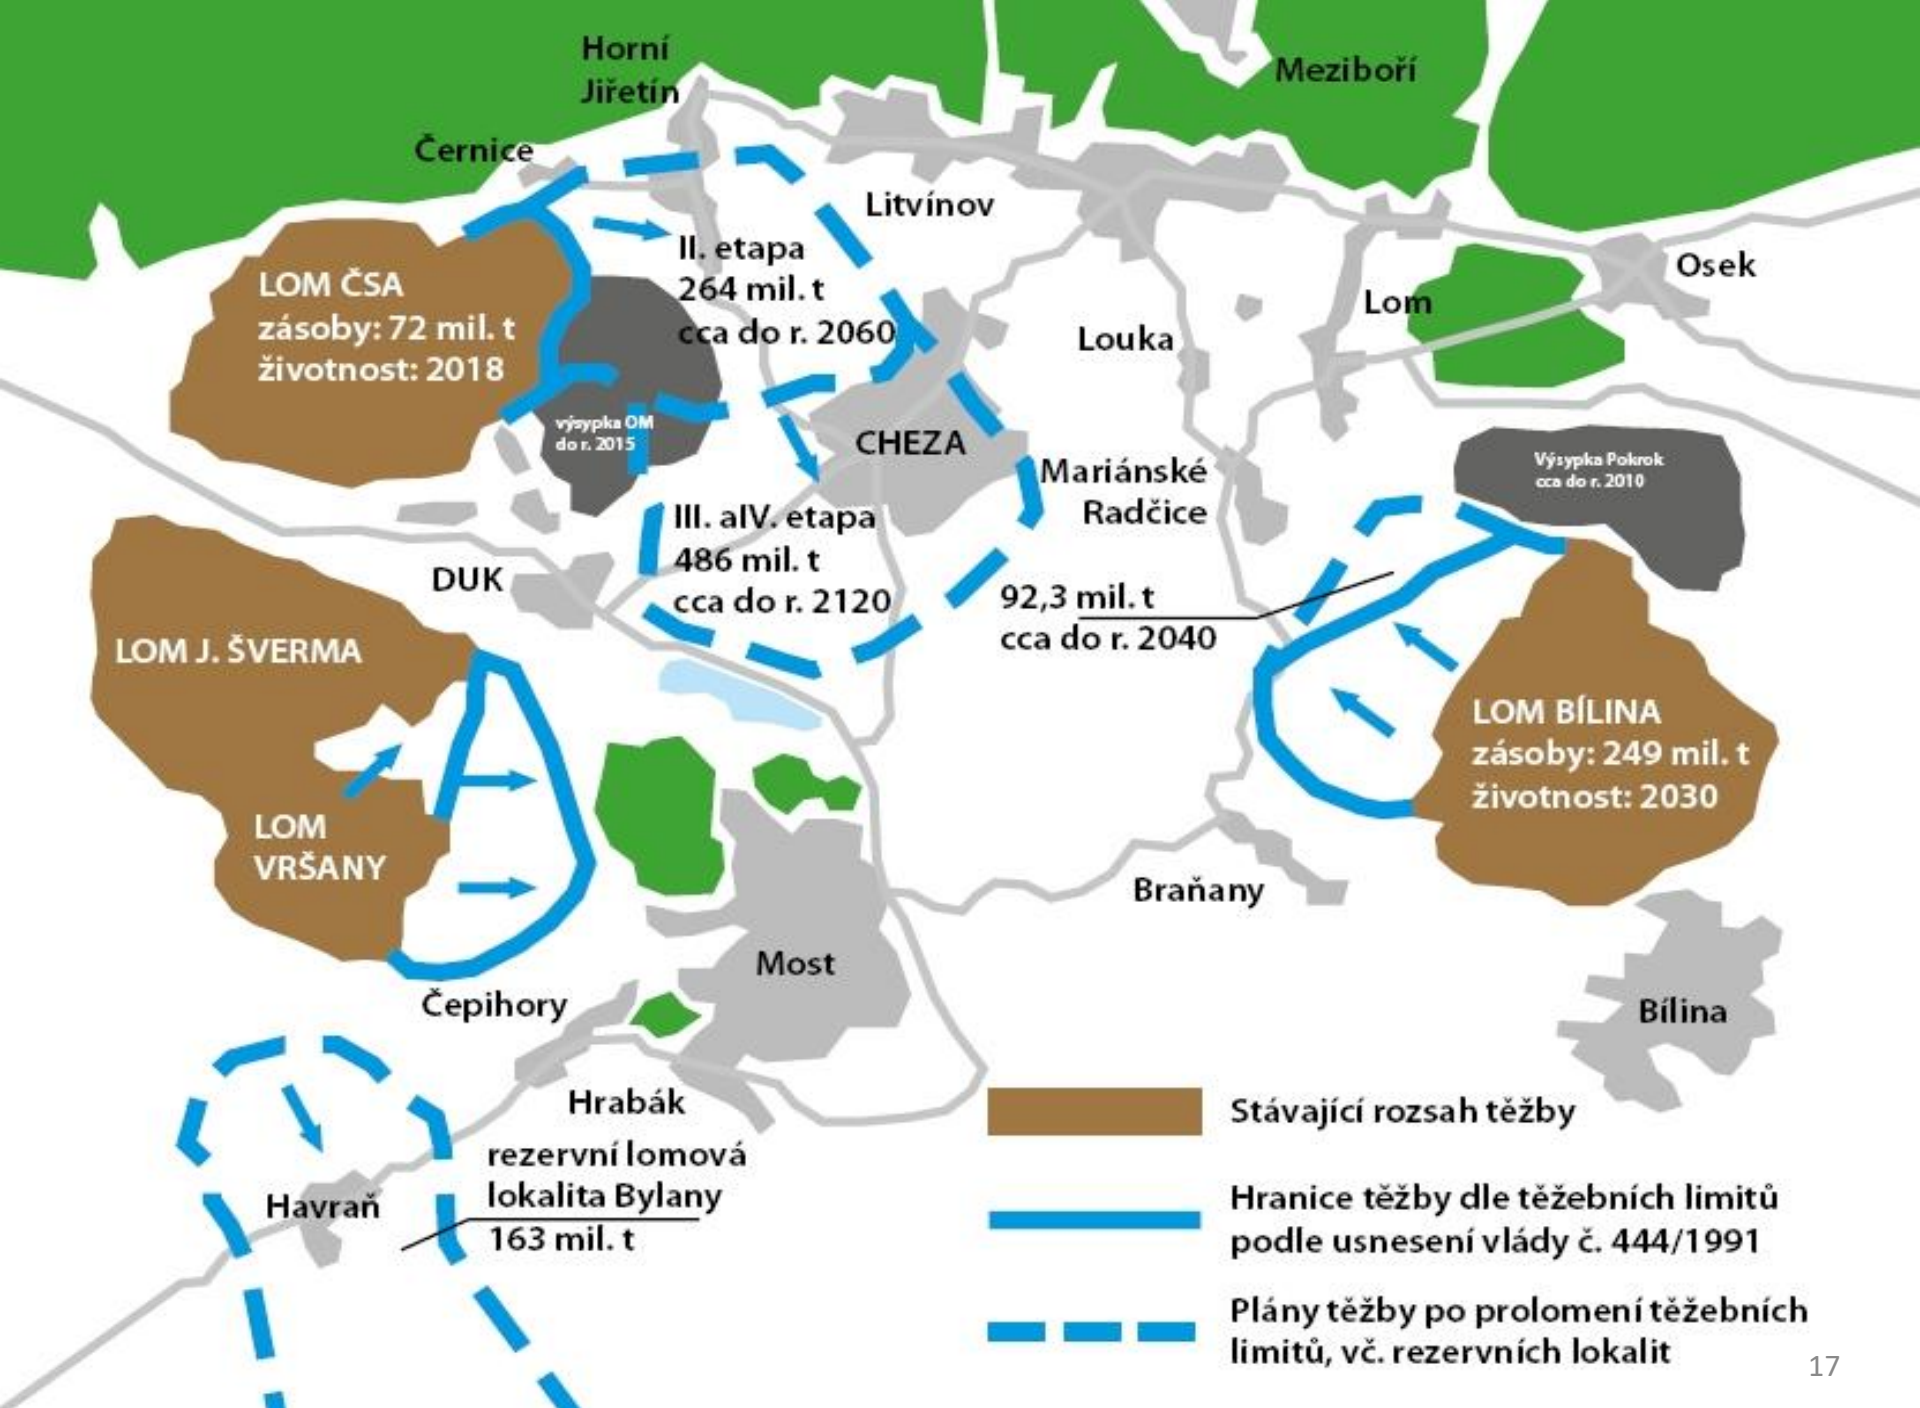 Horní
Jiřetín
Meziboří
Černice
Litvínov
II. etapa
264 mil. t
cca do r. 2060
Osek
LOM ČSA
zásoby: 72 mil. t
životnost: 2018
Lom
Louka
výsypka OM
do r. 2015
CHEZA
Mariánské
Radčice
Výsypka Pokrok
cca do r. 2010
III. aIV. etapa
486 mil. t
cca do r. 2120
DUK
92,3 mil. t
cca do r. 2040
LOM J. ŠVERMA
LOM BÍLINA
zásoby: 249 mil. t
životnost: 2030
LOM
VRŠANY
Braňany
Most
Čepihory
Bílina
Hrabák
rezervní lomová
lokalita Bylany
163 mil. t
Havraň
Stávající rozsah těžby
Hranice těžby dle těžebních limitů
podle usnesení vlády č. 444/1991
Plány těžby po prolomení těžebních
limitů, vč. rezervních lokalit
17